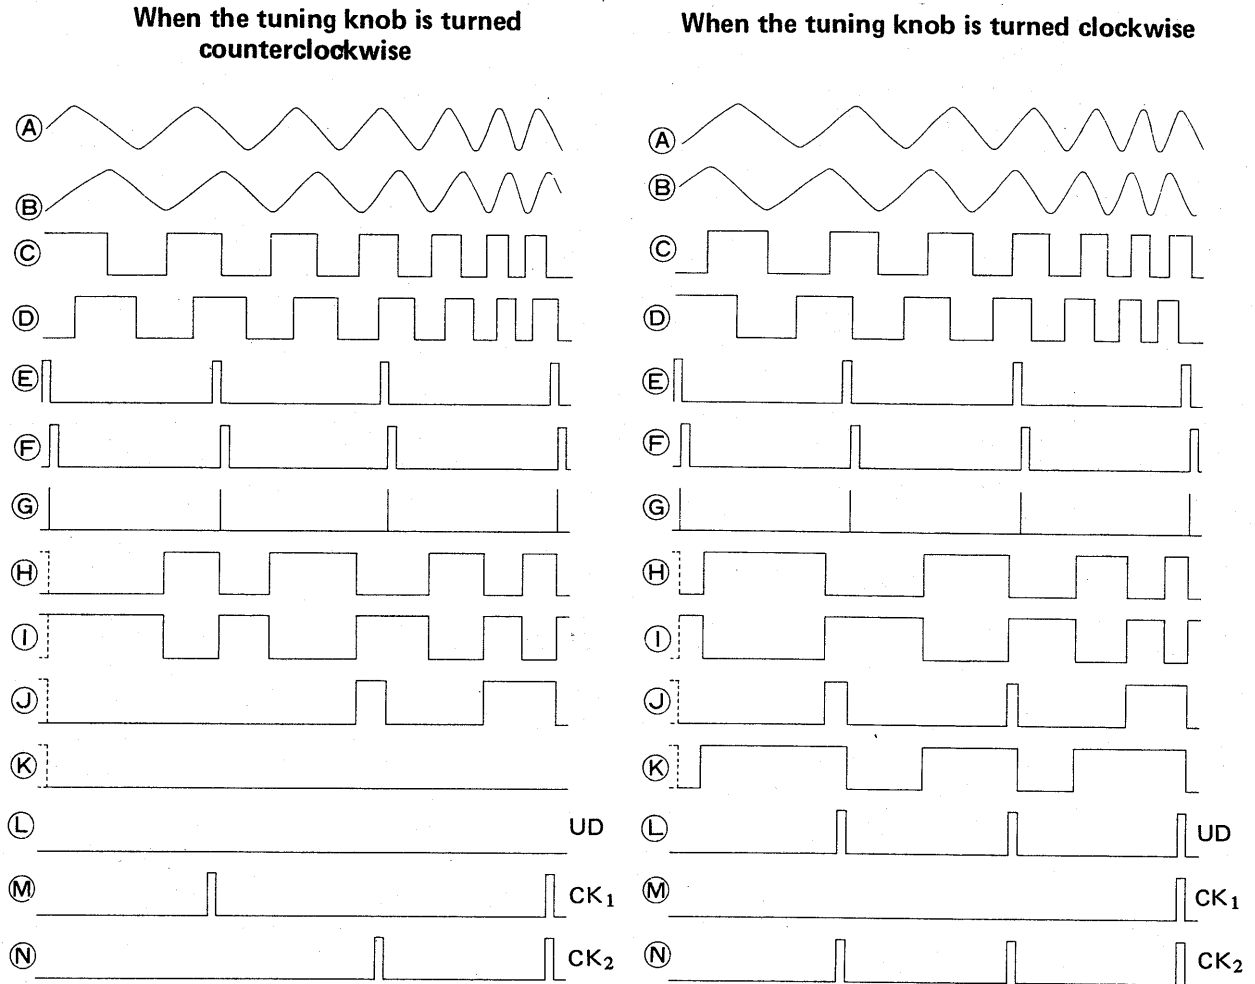 When the tuning knob is turned
counterclockwise
A
B
C
D
E
F
G
H
I
J
K
L UD
M CK₁
N CK₂
When the tuning knob is turned clockwise
A
B
C
D
E
F
G
H
I
J
K
L UD
M CK₁
N CK₂